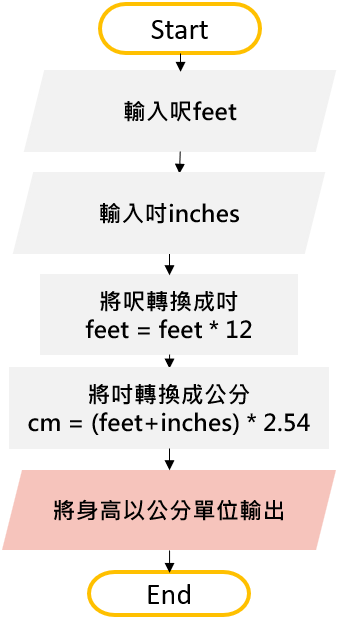 Start
輸入呎feet
輸入吋inches
將呎轉換成吋
feet = feet * 12
將吋轉換成公分
cm = (feet+inches) * 2.54
將身高以公分單位輸出
End